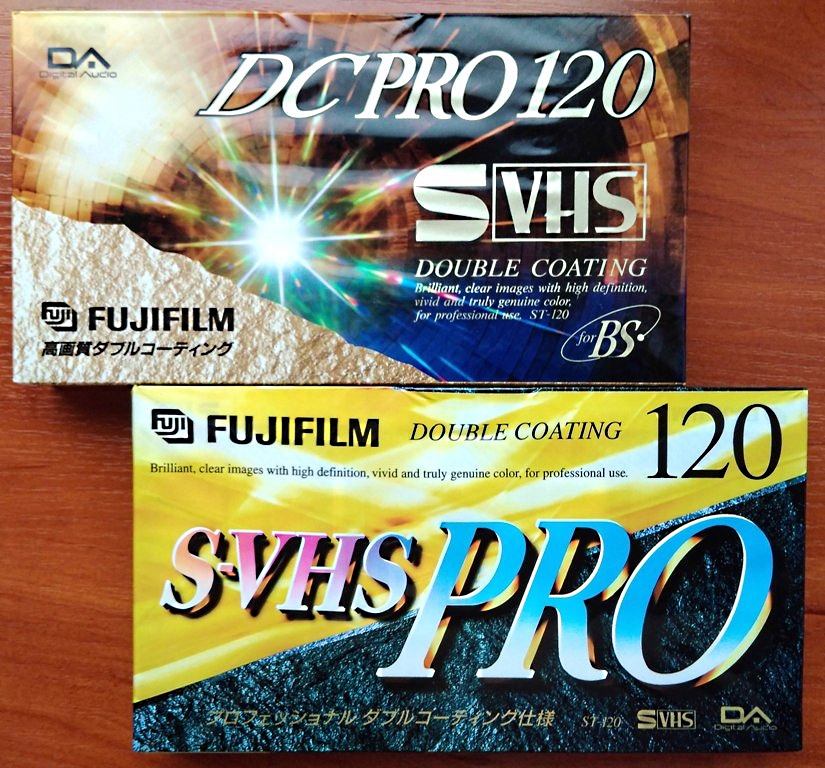 DA
Digital Audio
DC PRO 120
S VHS
DOUBLE COATING
Brilliant, clear images with high definition,
vivid and truly genuine color,
for professional use. ST-120
for BS
Fuji FUJIFILM
高画質ダブルコーティング
Fuji FUJIFILM DOUBLE COATING 120
Brilliant, clear images with high definition, vivid and truly genuine color, for professional use.
S-VHS PRO
プロフェッショナル ダブルコーティング仕様 ST-120 S VHS DA
Digital Audio